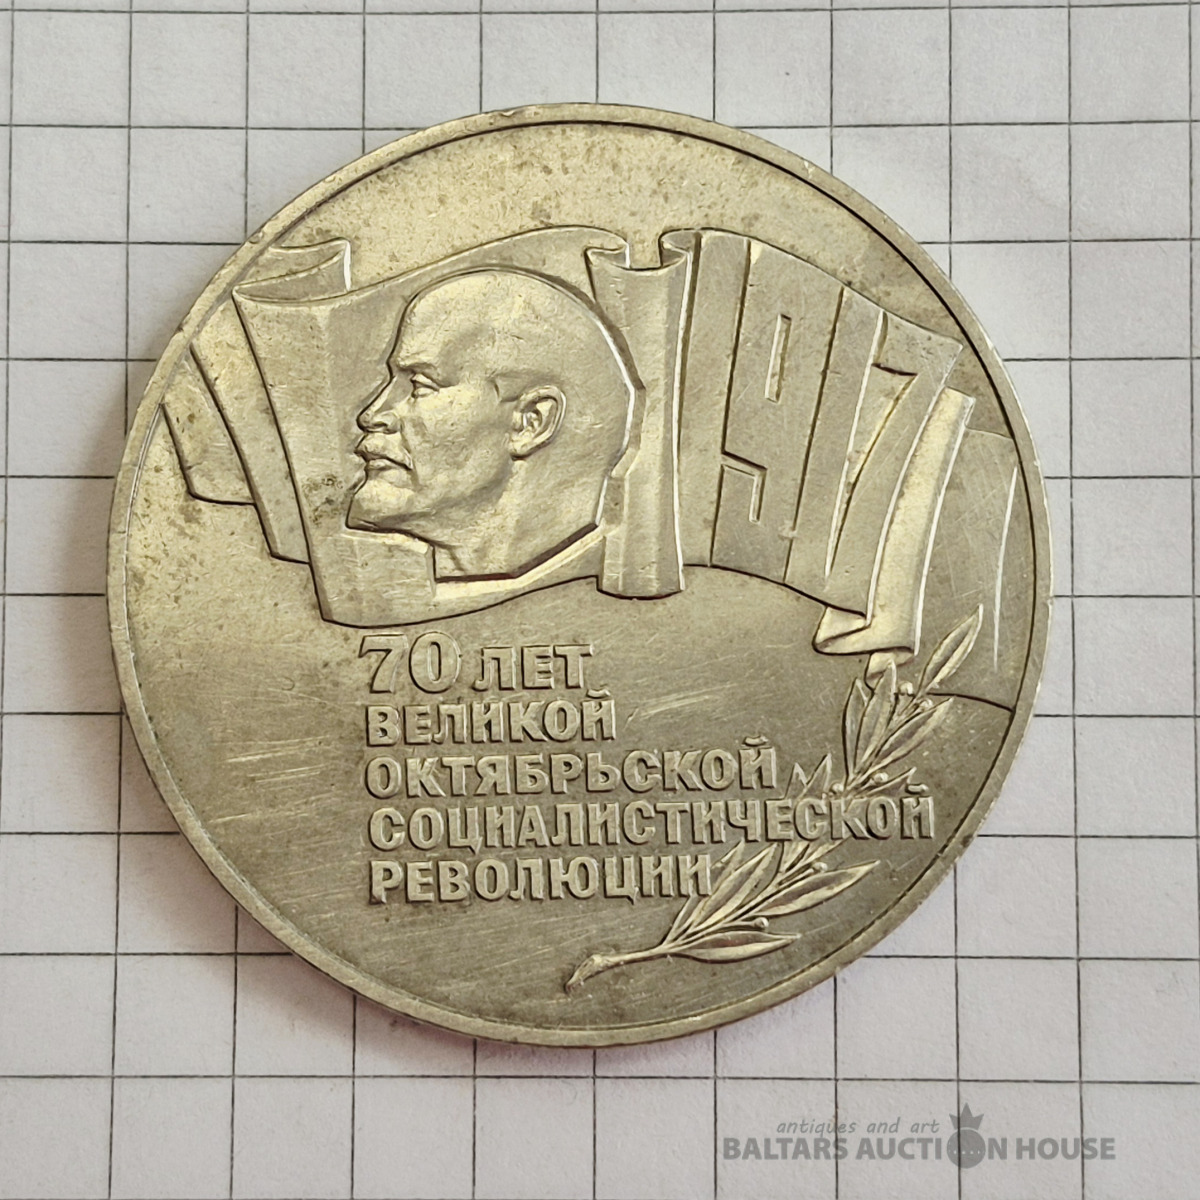 1917
70 ЛЕТ
ВЕЛИКОЙ
ОКТЯБРЬСКОЙ
СОЦИАЛИСТИЧЕСКОЙ
РЕВОЛЮЦИИ
antiques and art
BALTARS AUCTION HOUSE